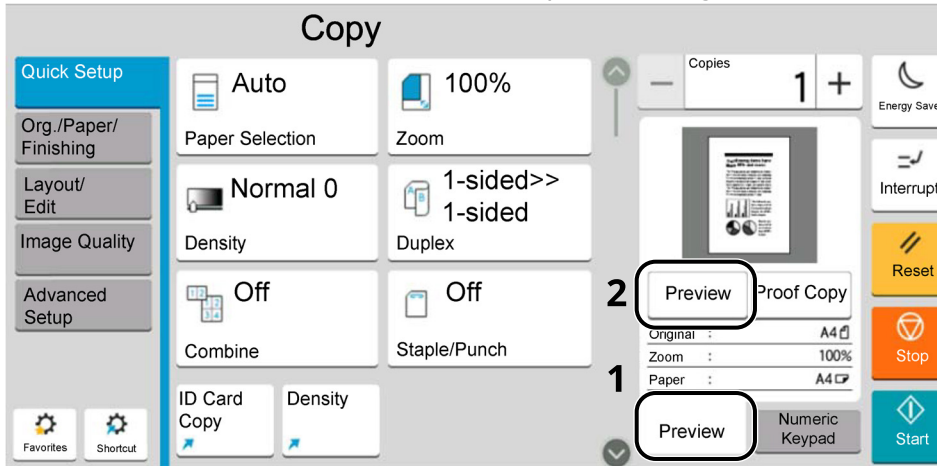 Copy
Quick Setup
Org./Paper/
Finishing
Layout/
Edit
Image Quality
Advanced
Setup
Favorites
Shortcut
Auto
Paper Selection
100%
Zoom
Normal 0
Density
1-sided>>
1-sided
Duplex
Off
Combine
Off
Staple/Punch
ID Card
Copy
Density
Copies
1
2
Preview
Proof Copy
Original : A4
Zoom : 100%
1
Paper : A4
Preview
Numeric
Keypad
Energy Save
Interrupt
Reset
Stop
Start